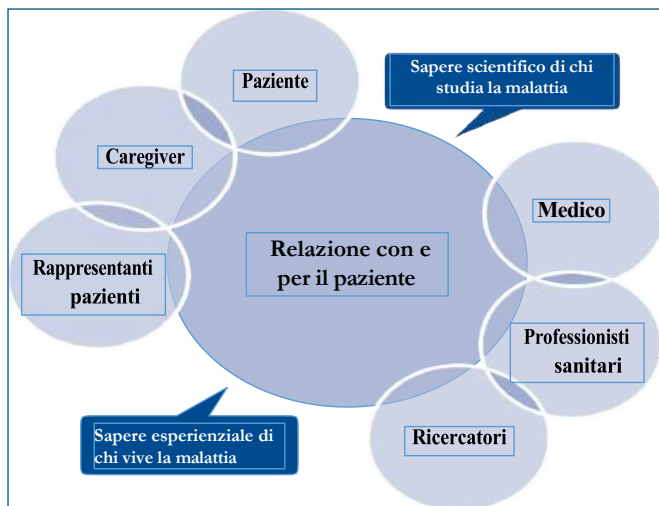 Paziente
Sapere scientifico di chi
studia la malattia
Caregiver
Medico
Relazione con e
per il paziente
Rappresentanti
pazienti
Professionisti
sanitari
Sapere esperienziale di
chi vive la malattia
Ricercatori